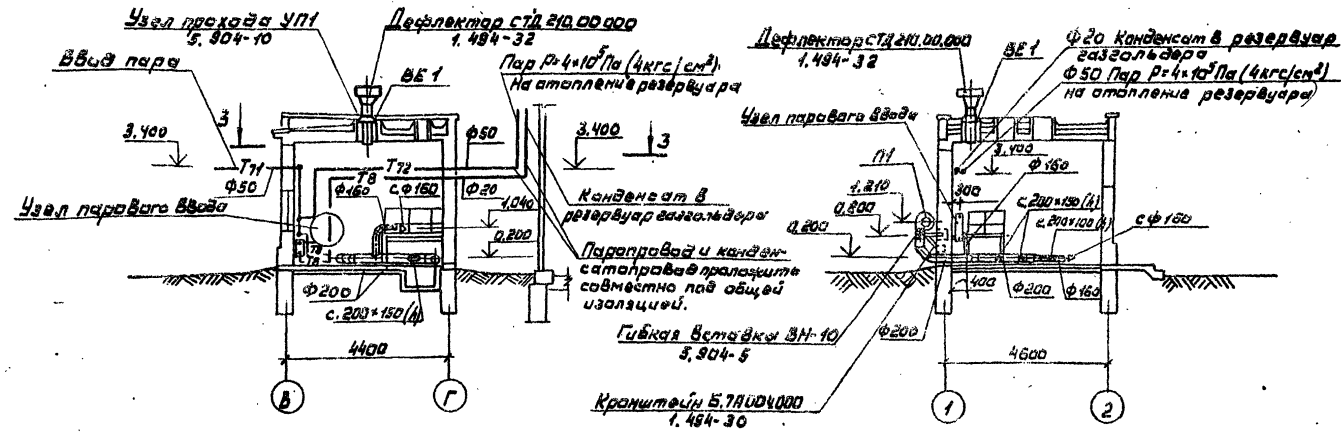 Узел прохода УП1
5.904-10
Дефлектор СТД 210.00.000
1.494-32
Ввод пара
ВЕ1
Пар Р=4×10⁵Па (4кгс/см²)
на отопление резервуара
3
3
3.400
3.400
Т71
Т72
Т8
ф50
ф50
ф160
с.ф160
ф20
Узел парового ввода
1.040
0.200
Т8
Т8
Конденсат в
резервуар газгольдера
Паропровод и конден-
сатопровод проложить
совместно под общей
изоляцией.
ф200
с.200×150(h)
4400
В
Г
Гибкая вставка ВН-10
5.904-5
Кронштейн Б.7А004000
1.494-30
Дефлектор СТД 210.00.000
1.494-32
ВЕ1
ф20 Конденсат в резервуар
газгольдера
ф50 Пар Р=4×10⁵Па (4кгс/см²)
на отопление резервуара
Узел парового ввода
П1
3.400
ф160
300
1.210
0.800
0.200
с.200×150(h)
с.200×100(h)
с ф160
400
ф200
ф160
ф200
4600
1
2